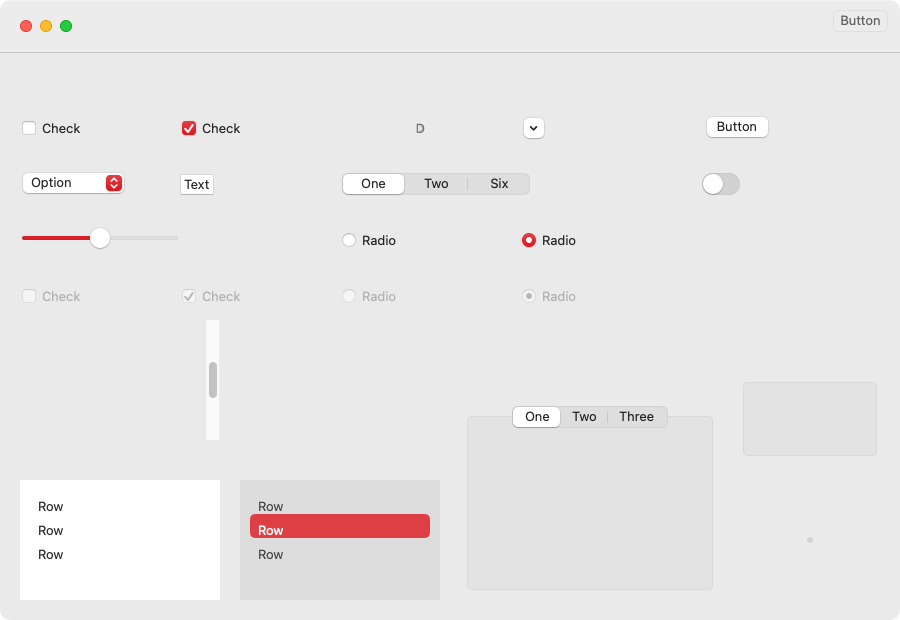 Button
Check
Check
D
Button
Option
Text
One Two Six
Radio
Radio
Check
Check
Radio
Radio
One Two Three
Row
Row
Row
Row
Row
Row